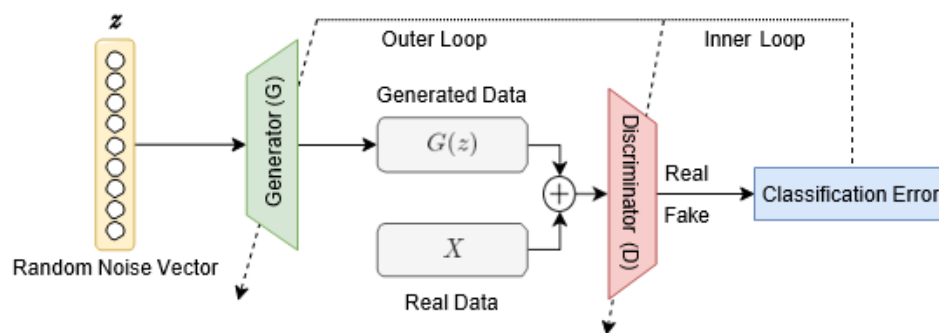 z
Outer Loop
Inner Loop
Generator (G)
Generated Data
G(z)
Discriminator (D)
Real
Fake
Classification Error
X
Random Noise Vector
Real Data